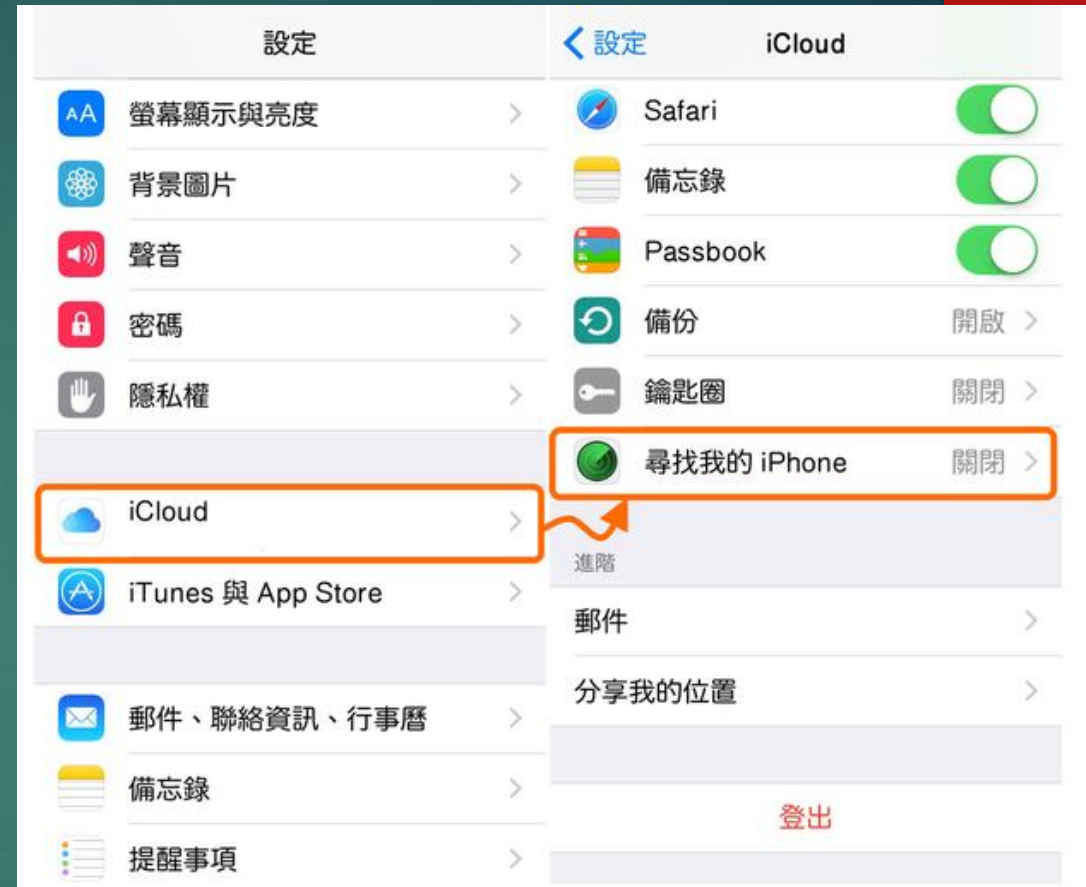 設定
AA 螢幕顯示與亮度
背景圖片
聲音
密碼
隱私權
iCloud
iTunes 與 App Store
郵件、聯絡資訊、行事曆
備忘錄
提醒事項
設定 iCloud
Safari
備忘錄
Passbook
備份 開啟
鑰匙圈 關閉
尋找我的 iPhone 關閉
進階
郵件
分享我的位置
登出